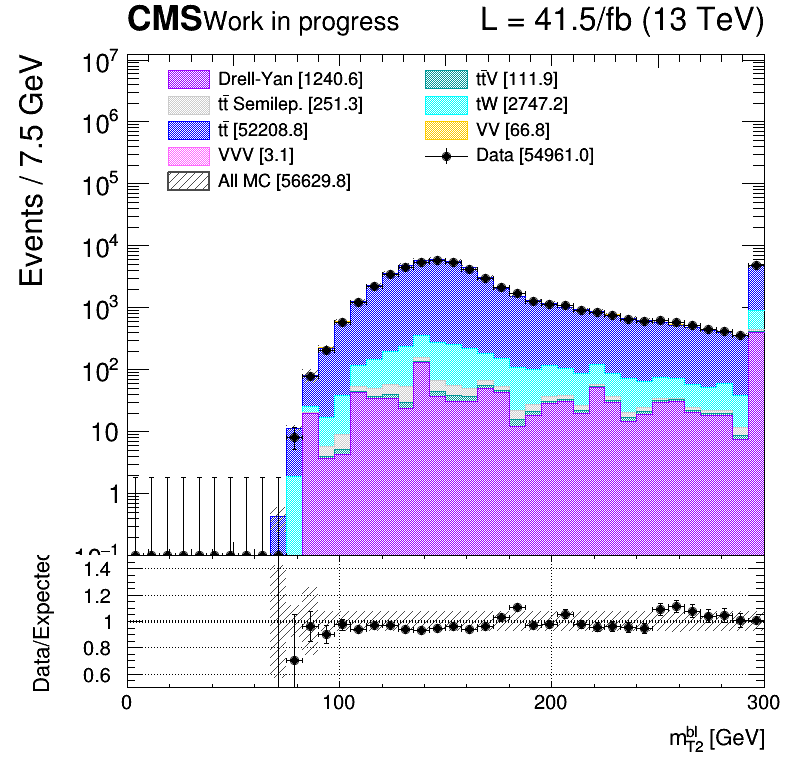 CMS Work in progress L = 41.5/fb (13 TeV)
Events / 7.5 GeV
10⁷
10⁶
10⁵
10⁴
10³
10²
10
1
10⁻¹
Drell-Yan [1240.6]
tt̄ Semilep. [251.3]
tt̄ [52208.8]
VVV [3.1]
All MC [56629.8]
tt̄V [111.9]
tW [2747.2]
VV [66.8]
Data [54961.0]
Data/Expected
1.4
1.2
1
0.8
0.6
0 100 200 300
m_{T2}^{bl} [GeV]